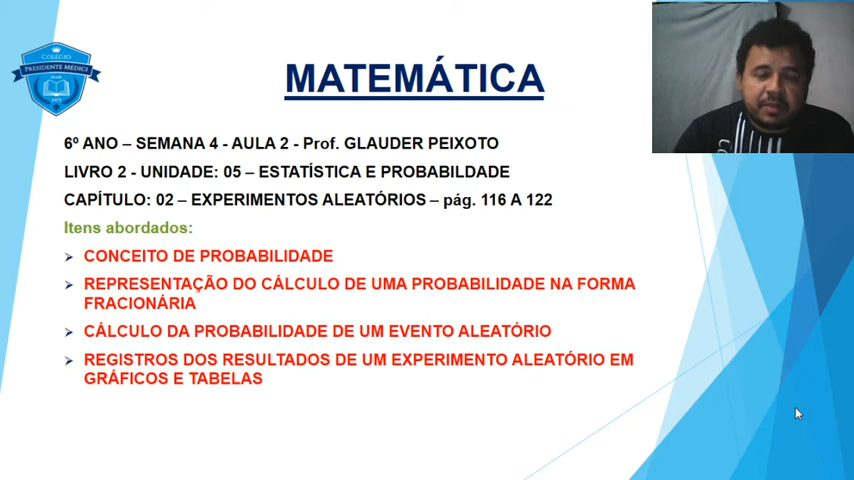 COLÉGIO
PRESIDENTE MÉDICI
MATEMÁTICA
6º ANO – SEMANA 4 - AULA 2 - Prof. GLAUDER PEIXOTO
LIVRO 2 - UNIDADE: 05 – ESTATÍSTICA E PROBABILDADE
CAPÍTULO: 02 – EXPERIMENTOS ALEATÓRIOS – pág. 116 A 122
Itens abordados:
CONCEITO DE PROBABILIDADE
REPRESENTAÇÃO DO CÁLCULO DE UMA PROBABILIDADE NA FORMA
FRACIONÁRIA
CÁLCULO DA PROBABILIDADE DE UM EVENTO ALEATÓRIO
REGISTROS DOS RESULTADOS DE UM EXPERIMENTO ALEATÓRIO EM
GRÁFICOS E TABELAS